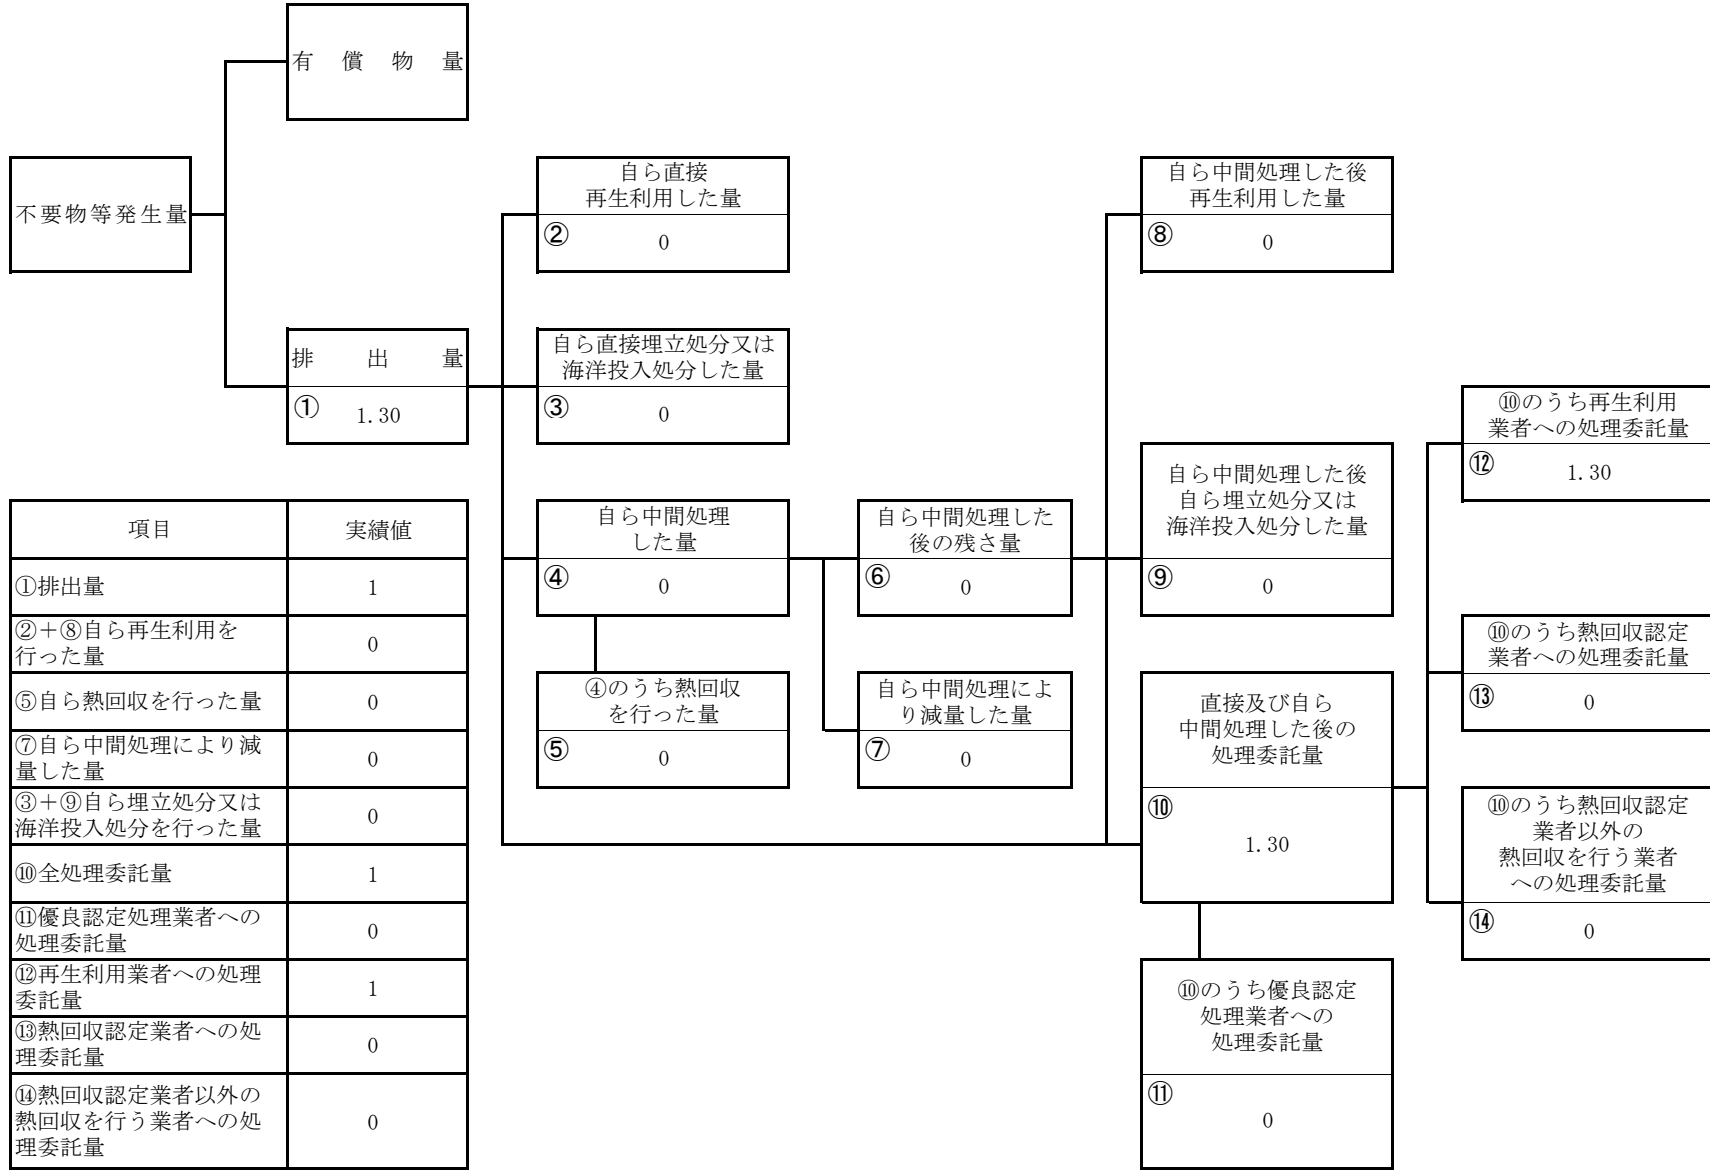 有償物量
不要物等発生量
排出量
① 1.30
自ら直接
再生利用した量
② 0
自ら直接埋立処分又は
海洋投入処分した量
③ 0
自ら中間処理
した量
④ 0
④のうち熱回収
を行った量
⑤ 0
自ら中間処理した
後の残さ量
⑥ 0
自ら中間処理によ
り減量した量
⑦ 0
自ら中間処理した後
再生利用した量
⑧ 0
自ら中間処理した後
自ら埋立処分又は
海洋投入処分した量
⑨ 0
直接及び自ら
中間処理した後の
処理委託量
⑩
1.30
⑩のうち優良認定
処理業者への
処理委託量
⑪
0
⑩のうち再生利用
業者への処理委託量
⑫ 1.30
⑩のうち熱回収認定
業者への処理委託量
⑬ 0
⑩のうち熱回収認定
業者以外の
熱回収を行う業者
への処理委託量
⑭ 0
項目 実績値
①排出量 1
②＋⑧自ら再生利用を
行った量 0
⑤自ら熱回収を行った量 0
⑦自ら中間処理により減
量した量 0
③＋⑨自ら埋立処分又は
海洋投入処分を行った量 0
⑩全処理委託量 1
⑪優良認定処理業者への
処理委託量 0
⑫再生利用業者への処理
委託量 1
⑬熱回収認定業者への処
理委託量 0
⑭熱回収認定業者以外の
熱回収を行う業者への処
理委託量 0